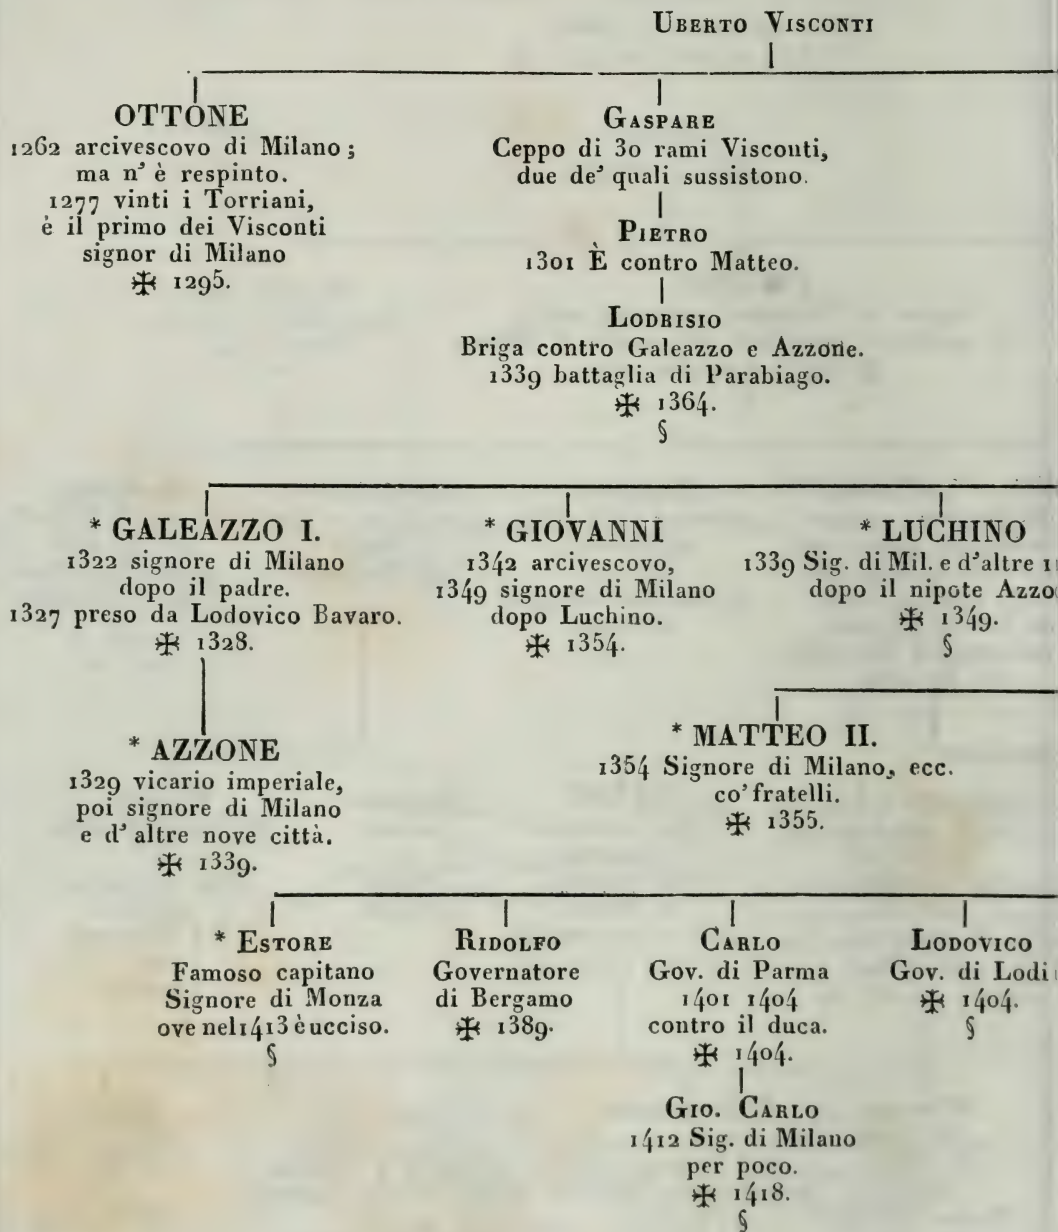 UBERTO VISCONTI
OTTONE
1262 arcivescovo di Milano;
ma n' è respinto.
1277 vinti i Torriani,
è il primo dei Visconti
signor di Milano
✠ 1295.
GASPARE
Ceppo di 30 rami Visconti,
due de' quali sussistono.
PIETRO
1301 È contro Matteo.
LODRISIO
Briga contro Galeazzo e Azzone.
1339 battaglia di Parabiago.
✠ 1364.
§
* GALEAZZO I.
1322 signore di Milano
dopo il padre.
1327 preso da Lodovico Bavaro.
✠ 1328.
* GIOVANNI
1342 arcivescovo,
1349 signore di Milano
dopo Luchino.
✠ 1354.
* LUCHINO
1339 Sig. di Mil. e d'altre
dopo il nipote Azzo
✠ 1349.
§
* AZZONE
1329 vicario imperiale,
poi signore di Milano
e d' altre nove città.
✠ 1339.
* MATTEO II.
1354 Signore di Milano, ecc.
co' fratelli.
✠ 1355.
* ESTORE
Famoso capitano
Signore di Monza
ove nel 1413 è ucciso.
§
RIDOLFO
Governatore
di Bergamo
✠ 1389.
CARLO
Gov. di Parma
1401 1404
contro il duca.
✠ 1404.
GIO. CARLO
1412 Sig. di Milano
per poco.
✠ 1418.
§
LODOVICO
Gov. di Lodi
✠ 1404.
§